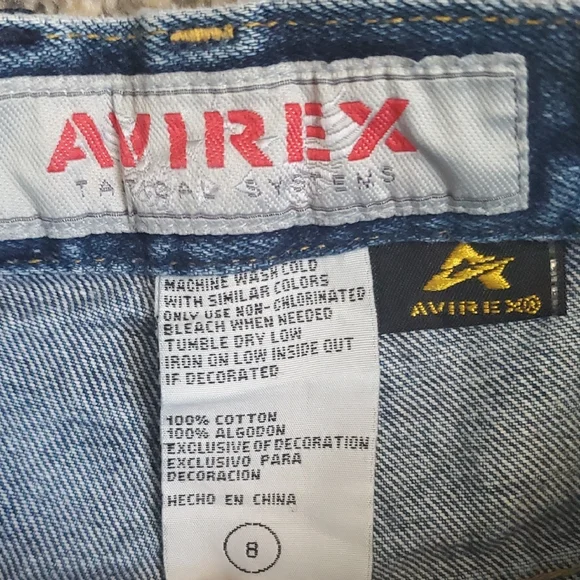 AVIREX
TACTICAL SYSTEMS
MACHINE WASH COLD
WITH SIMILAR COLORS
ONLY USE NON-CHLORINATED
BLEACH WHEN NEEDED
TUMBLE DRY LOW
IRON ON LOW INSIDE OUT
IF DECORATED
AVIREX®
100% COTTON
100% ALGODON
EXCLUSIVE OF DECORATION
EXCLUSIVO PARA
DECORACION
HECHO EN CHINA
8